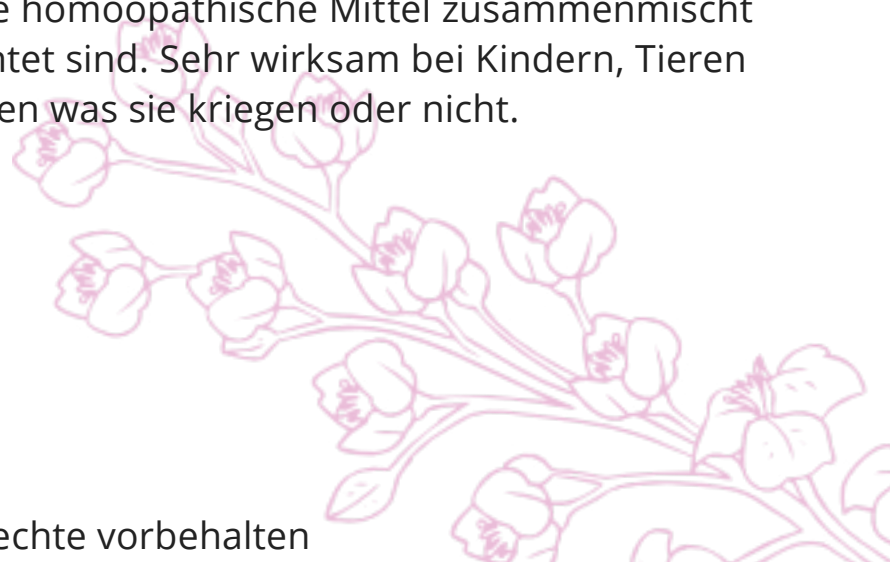 e homöopathische Mittel zusammenmischt
ntet sind. Sehr wirksam bei Kindern, Tieren
en was sie kriegen oder nicht.
echte vorbehalten